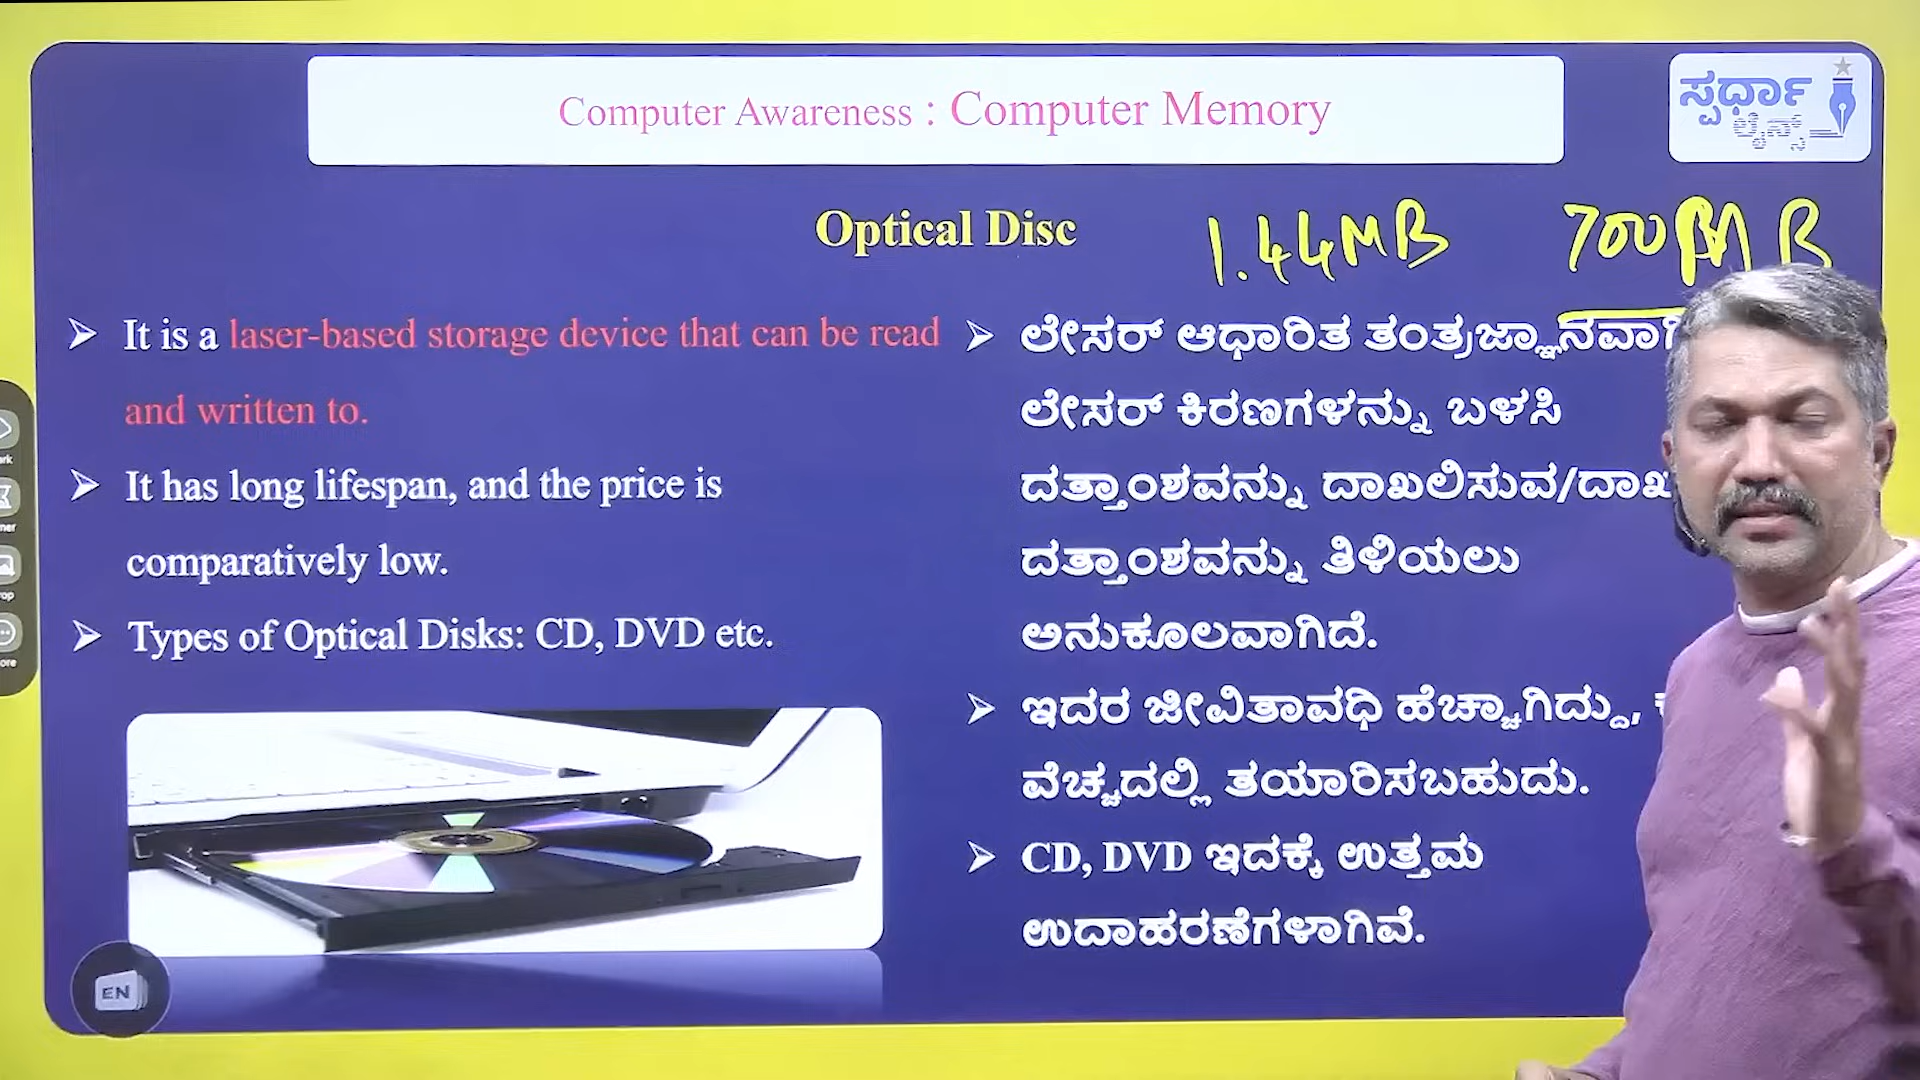 Computer Awareness : Computer Memory
ಸ್ಪರ್ಧಾ
ಲೈನ್ಸ್
Optical Disc
1.44MB
700MB
➢ It is a laser-based storage device that can be read
and written to.
➢ It has long lifespan, and the price is
comparatively low.
➢ Types of Optical Disks: CD, DVD etc.
➢ ಲೇಸರ್ ಆಧಾರಿತ ತಂತ್ರಜ್ಞಾನವಾಗಿ
ಲೇಸರ್ ಕಿರಣಗಳನ್ನು ಬಳಸಿ
ದತ್ತಾಂಶವನ್ನು ದಾಖಲಿಸುವ/
ದತ್ತಾಂಶವನ್ನು ತಿಳಿಯಲು
ಅನುಕೂಲವಾಗಿದೆ.
➢ ಇದರ ಜೀವಿತಾವಧಿ ಹೆಚ್ಚಾಗಿದ್ದು,
ವೆಚ್ಚದಲ್ಲಿ ತಯಾರಿಸಬಹುದು.
➢ CD, DVD ಇದಕ್ಕೆ ಉತ್ತಮ
ಉದಾಹರಣೆಗಳಾಗಿವೆ.
EN